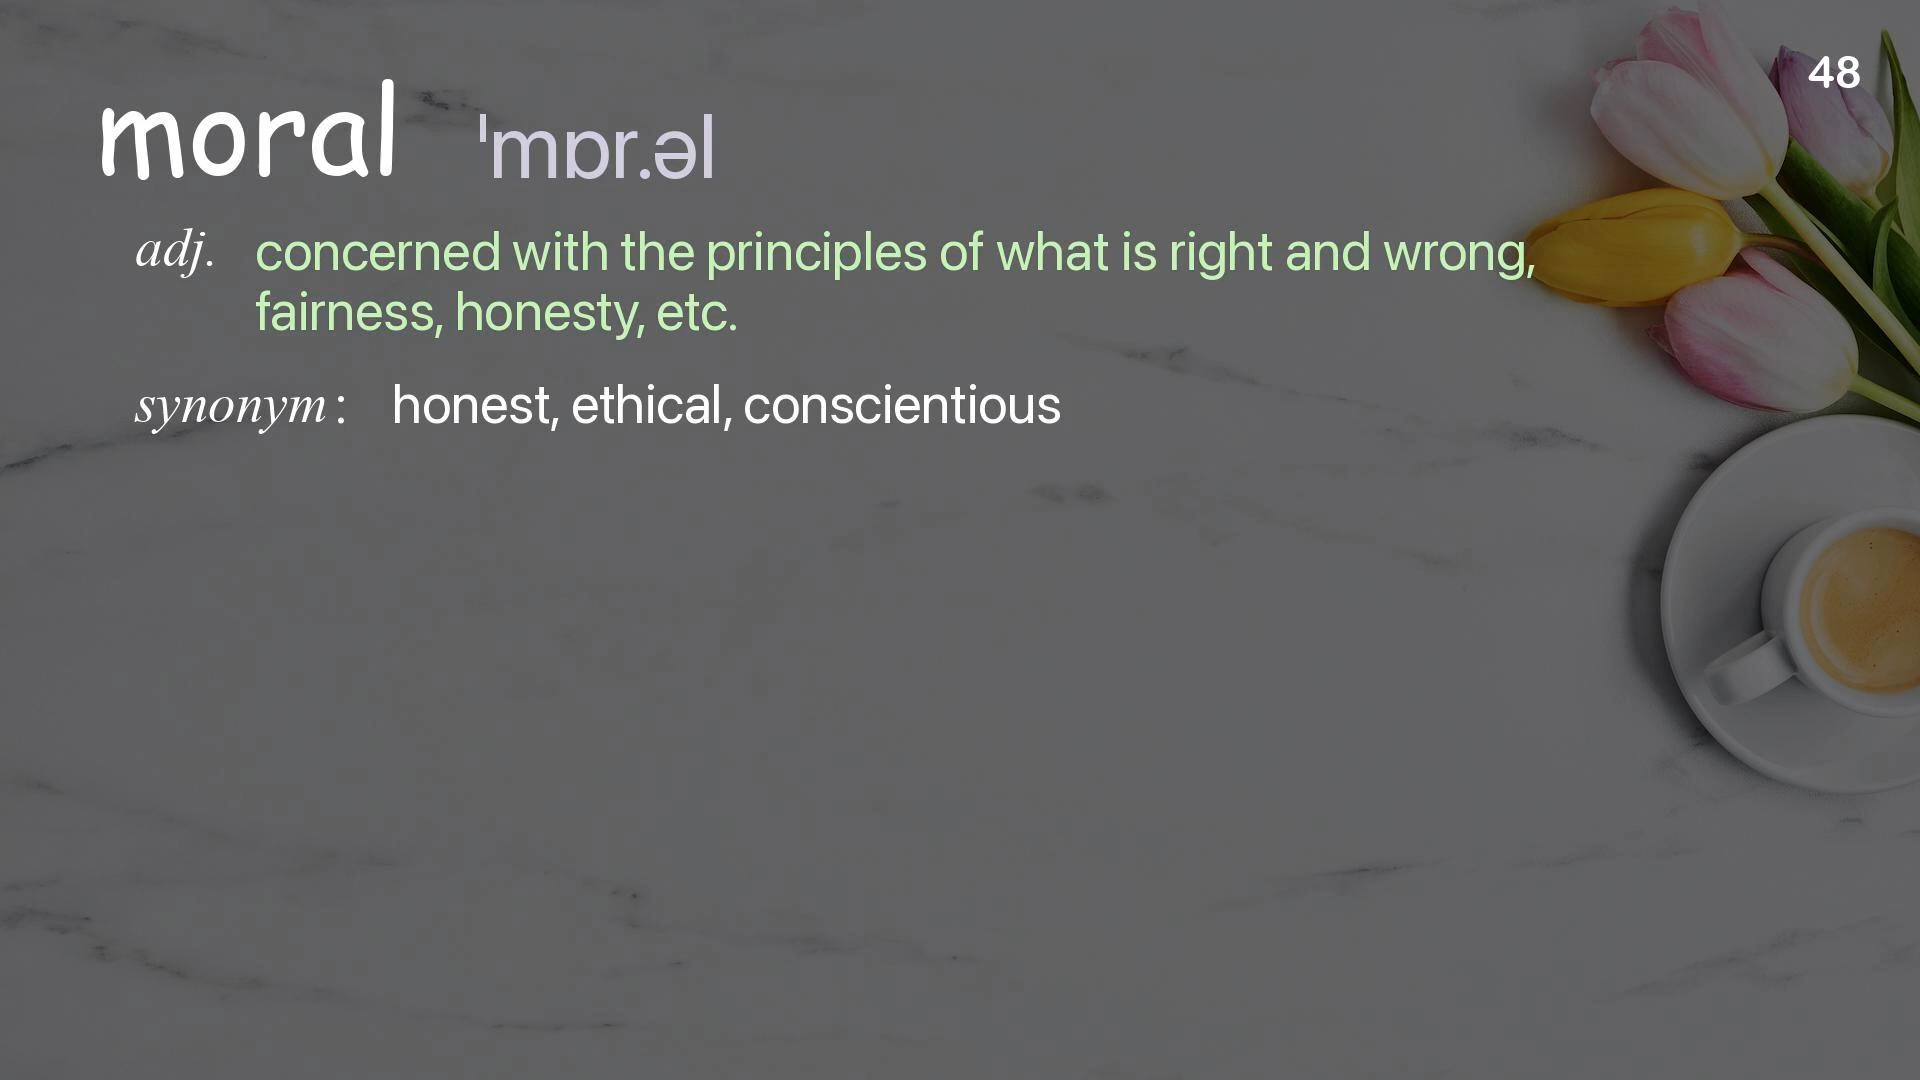 48
moral ˈmɒr.əl
adj. concerned with the principles of what is right and wrong,
fairness, honesty, etc.
synonym : honest, ethical, conscientious